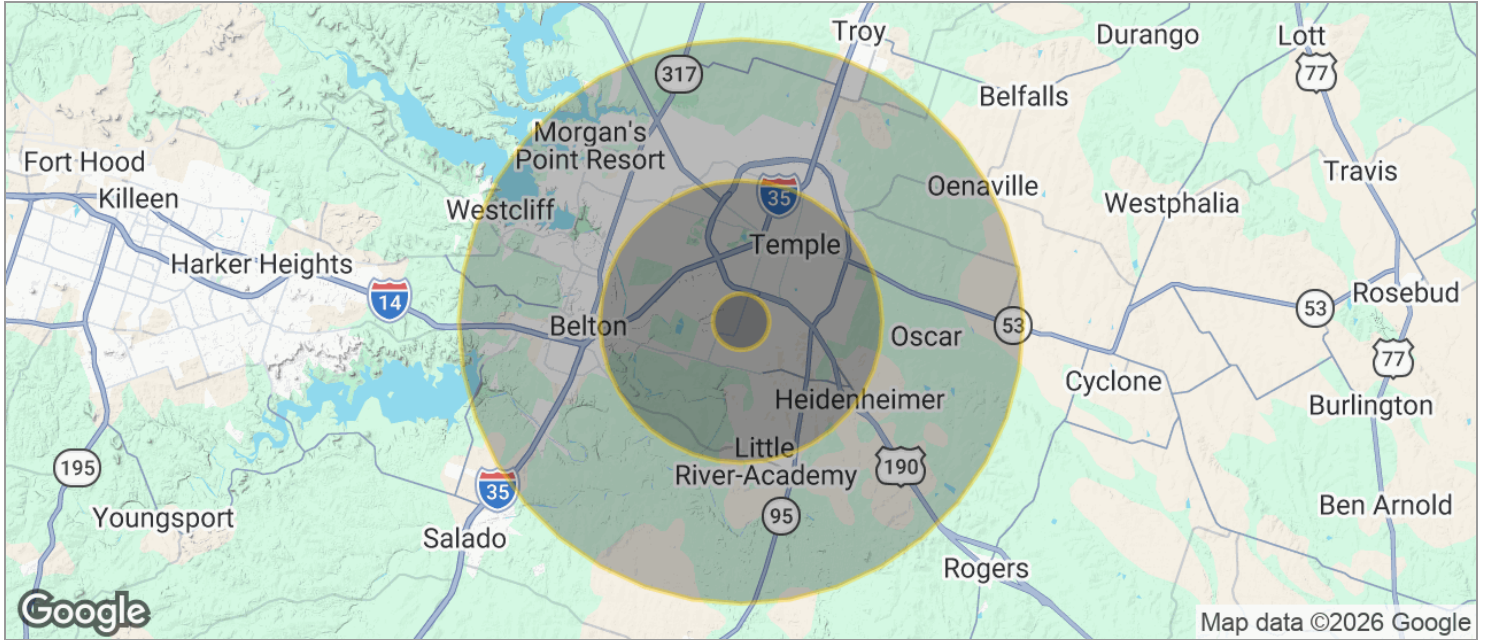 Troy
Durango
Lott
317
77
Belfalls
Morgan's
Point Resort
Fort Hood
Killeen
Travis
Oenaville
35
Westcliff
Westphalia
Temple
Harker Heights
14
53
Rosebud
Belton
53
Oscar
77
Cyclone
Heidenheimer
Burlington
Little
River-Academy
190
195
35
95
Ben Arnold
Youngsport
Salado
Rogers
Google
Map data ©2026 Google